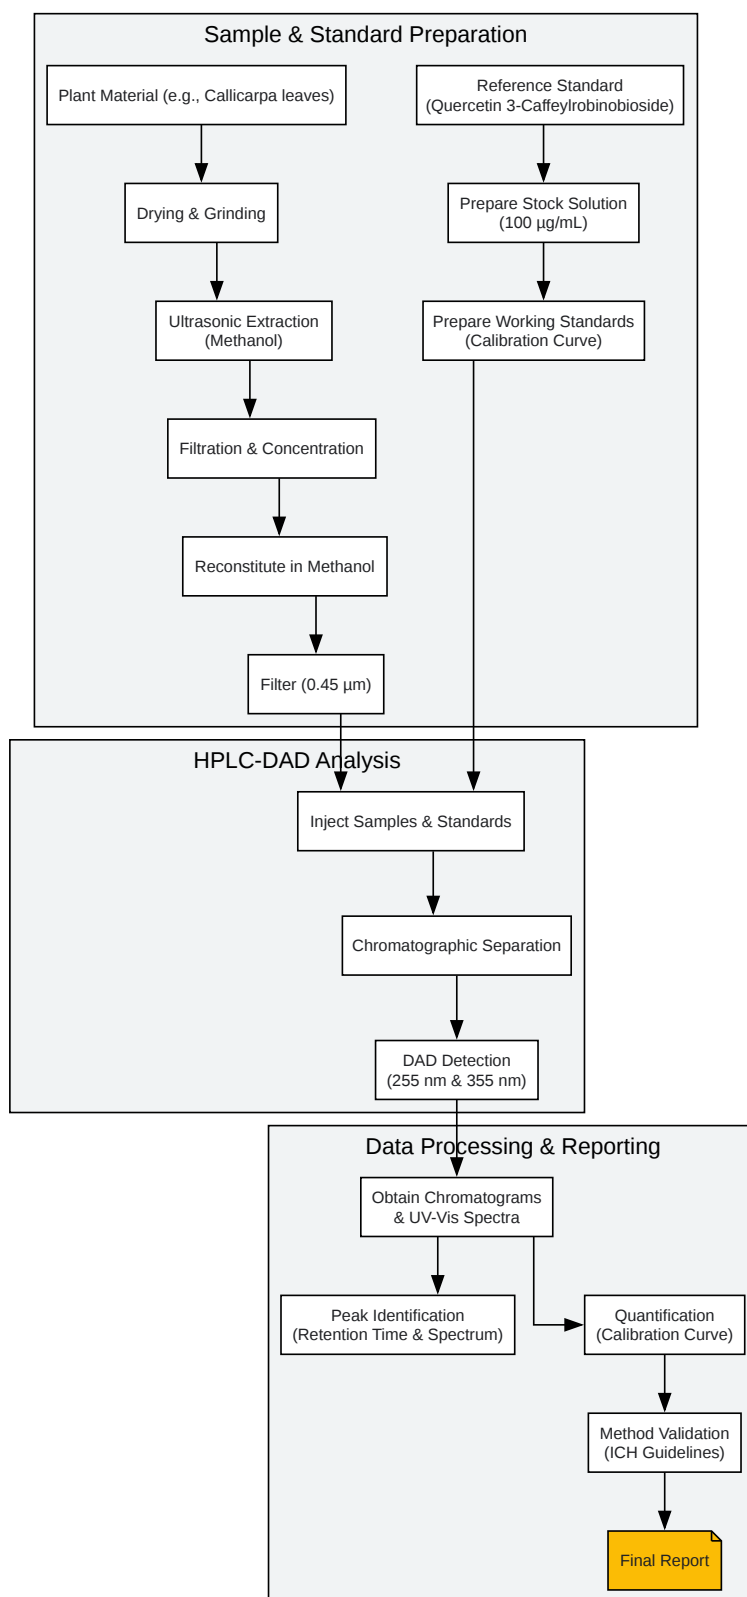 Sample & Standard Preparation
Plant Material (e.g., Callicarpa leaves)
Reference Standard
(Quercetin 3-Caffeylrobinobioside)
Drying & Grinding
Prepare Stock Solution
(100 µg/mL)
Ultrasonic Extraction
(Methanol)
Prepare Working Standards
(Calibration Curve)
Filtration & Concentration
Reconstitute in Methanol
Filter (0.45 µm)
HPLC-DAD Analysis
Inject Samples & Standards
Chromatographic Separation
DAD Detection
(255 nm & 355 nm)
Data Processing & Reporting
Obtain Chromatograms
& UV-Vis Spectra
Peak Identification
(Retention Time & Spectrum)
Quantification
(Calibration Curve)
Method Validation
(ICH Guidelines)
Final Report